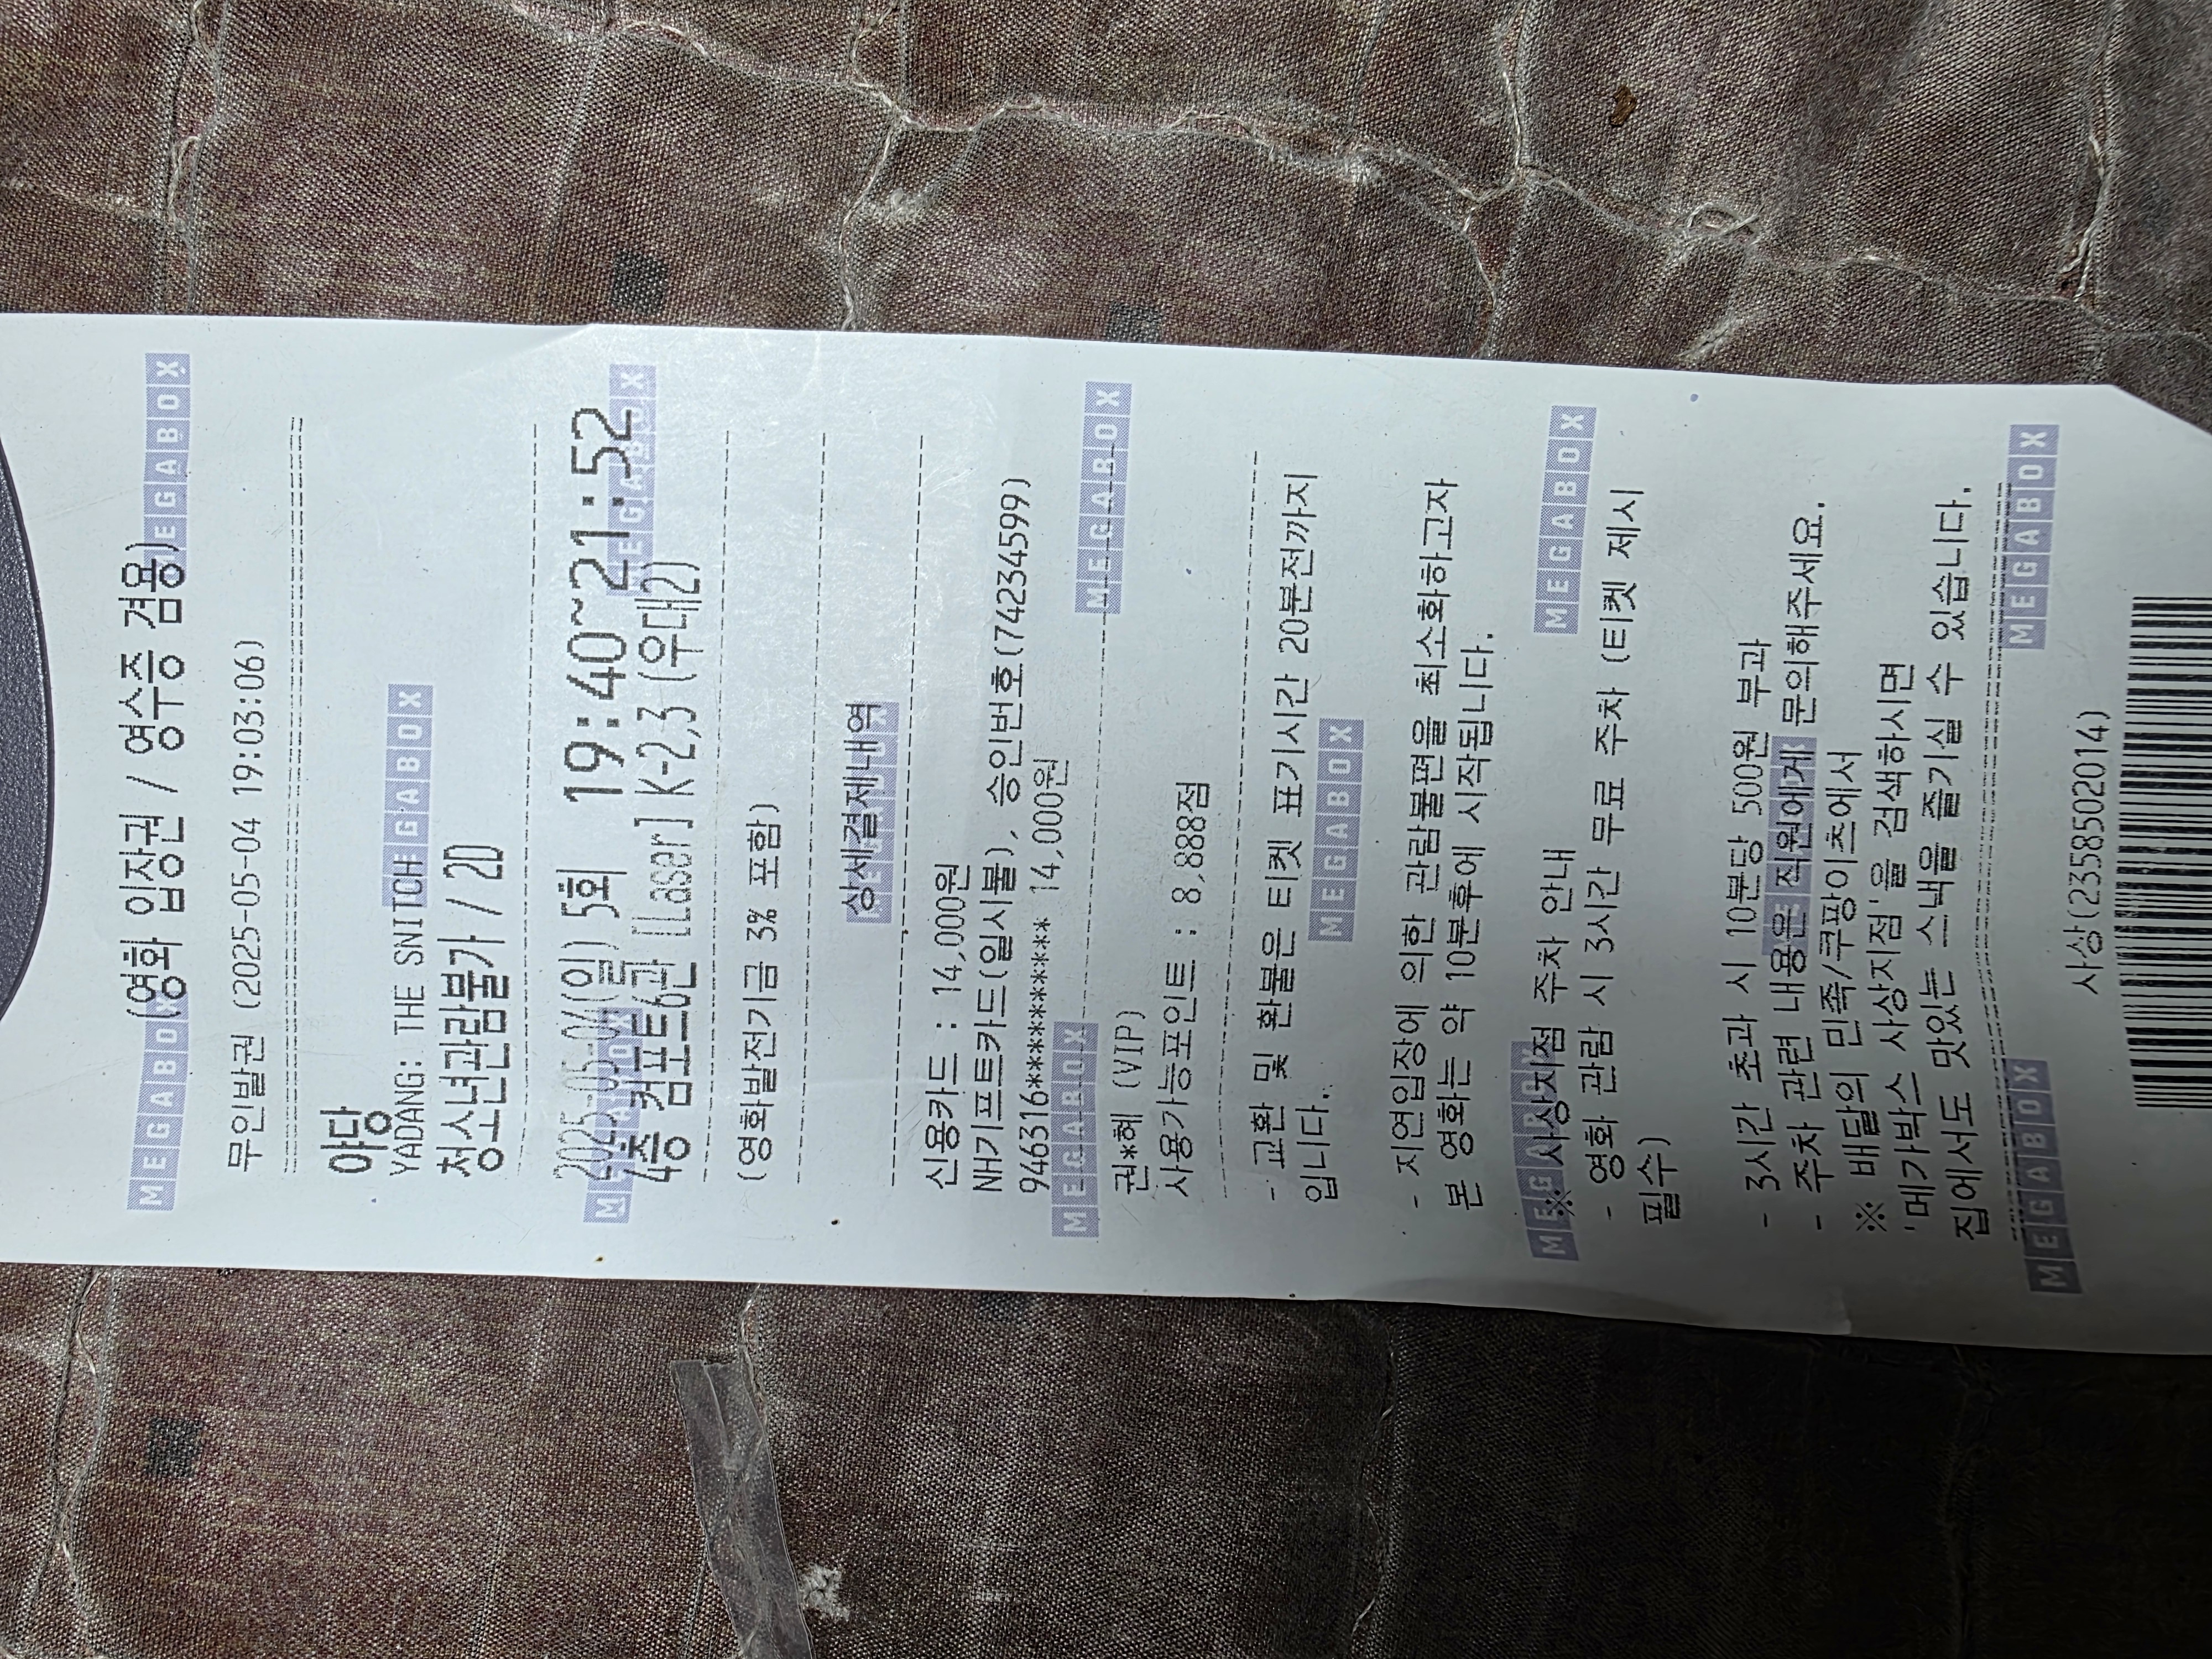 (영화 입장권 / 영수증 겸용)
MEGABOX MEGABOX
무인발권 (2025-05-04 19:03:06)
야당
YADANG: THE SNITCH
MEGABOX
청소년관람불가 / 2D
2025-05-04(일) 5회 19:40~21:52
MEGABOX MEGABOX
4층 컴포트6관 [Laser] K-2,3 (우대2)
(영화발전기금 3% 포함)
상세결제내역
MEGABOX
신용카드 : 14,000원
NH기프트카드(일시불), 승인번호(74234599)
946316********** 14,000원
MEGABOX MEGABOX
권*혜 (VIP)
사용가능포인트 : 8,888점
- 교환 및 환불은 티켓 표기시간 20분전까지
입니다.
MEGABOX
- 지연입장에 의한 관람불편을 최소화하고자
본 영화는 약 10분후에 시작됩니다.
※ 사상지점 주차 안내
MEGABOX MEGABOX
- 영화 관람 시 3시간 무료 주차 (티켓 제시
필수)
- 3시간 초과 시 10분당 500원 부과
- 주차 관련 내용은 직원에게 문의해주세요.
※ 배달의 민족/쿠팡이츠에서
'메가박스 사상지점'을 검색하시면
집에서도 맛있는 스낵을 즐기실 수 있습니다.
MEGABOX MEGABOX
사상(2358502014)